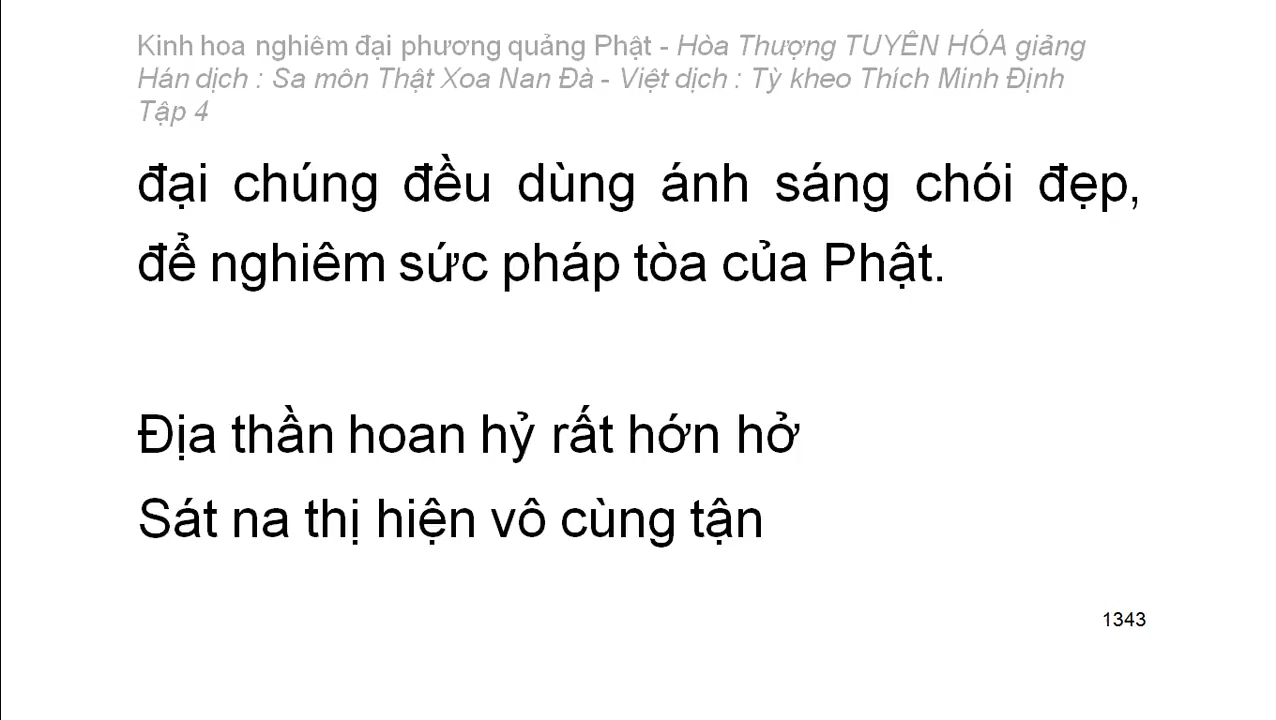 Kinh hoa nghiêm đại phương quảng Phật - Hòa Thượng TUYÊN HÓA giảng
Hán dịch : Sa môn Thật Xoa Nan Đà - Việt dịch : Tỳ kheo Thích Minh Định
Tập 4
đại chúng đều dùng ánh sáng chói đẹp,
để nghiêm sức pháp tòa của Phật.
Địa thần hoan hỷ rất hớn hở
Sát na thị hiện vô cùng tận
1343